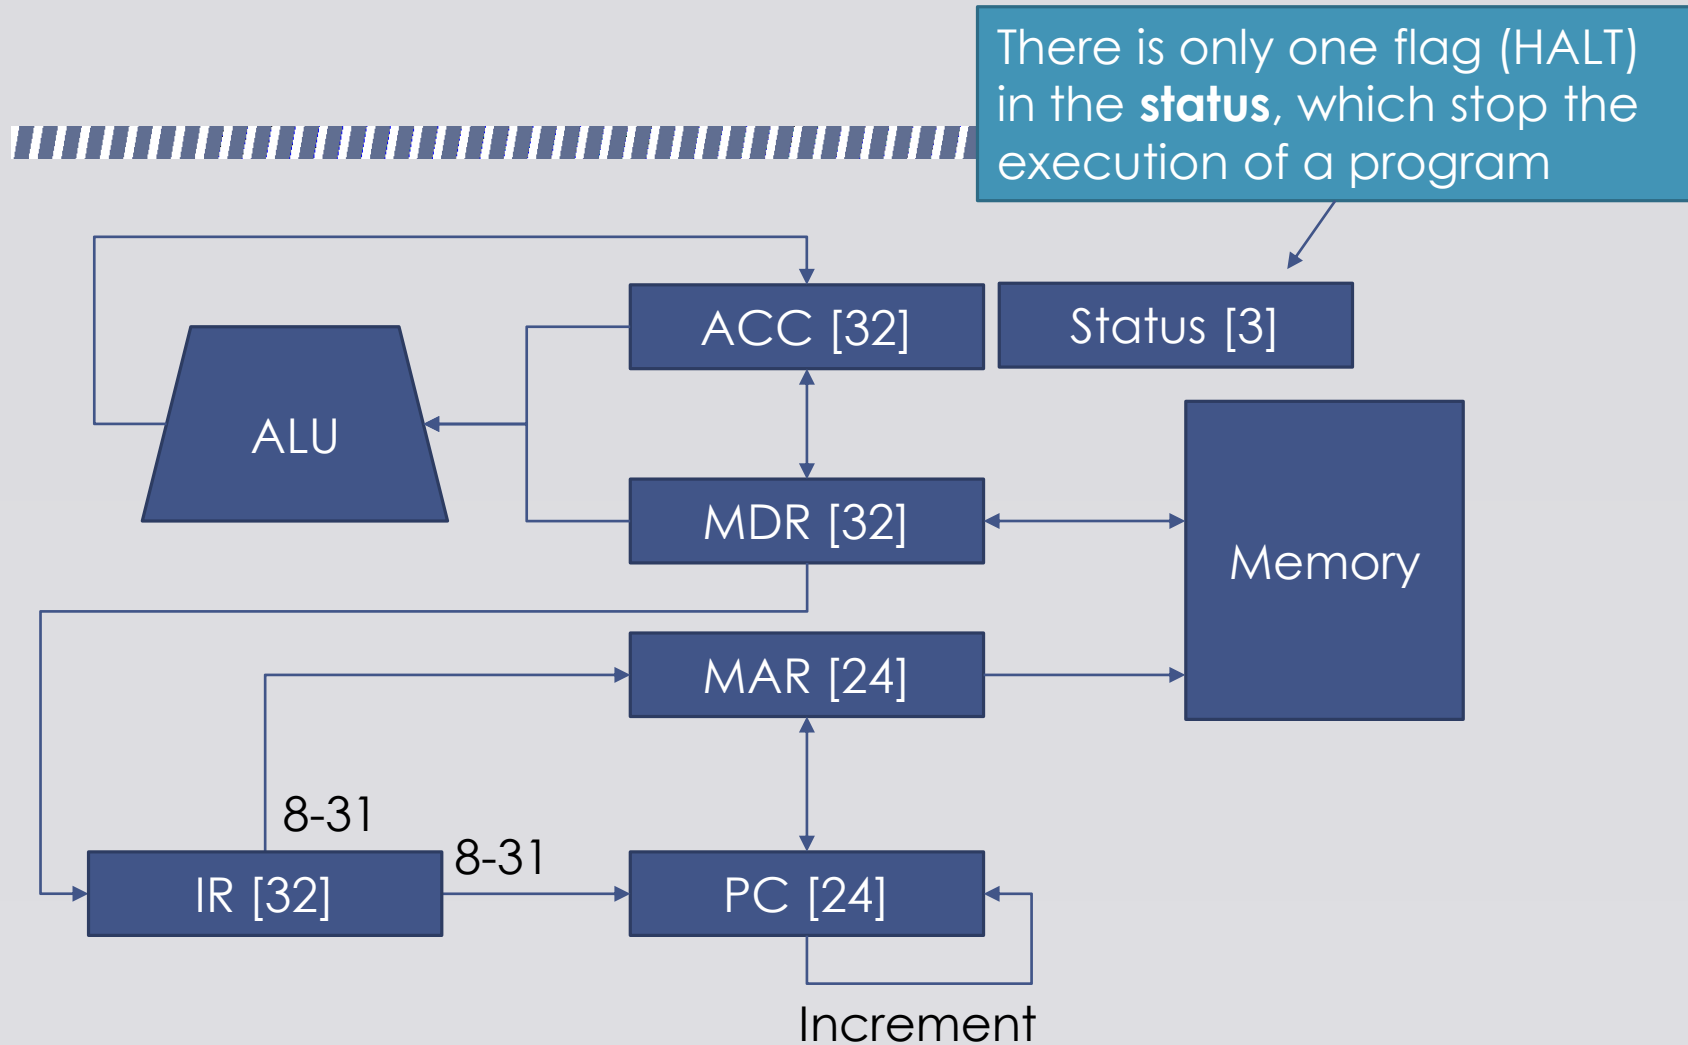 There is only one flag (HALT)
in the status, which stop the
execution of a program
ACC [32]
Status [3]
ALU
MDR [32]
Memory
MAR [24]
8-31
8-31
IR [32]
PC [24]
Increment